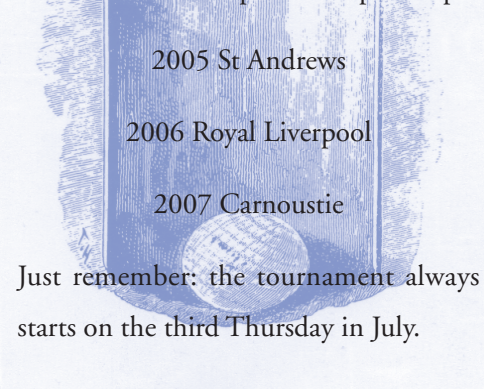 2005 St Andrews
2006 Royal Liverpool
2007 Carnoustie
Just remember: the tournament always
starts on the third Thursday in July.